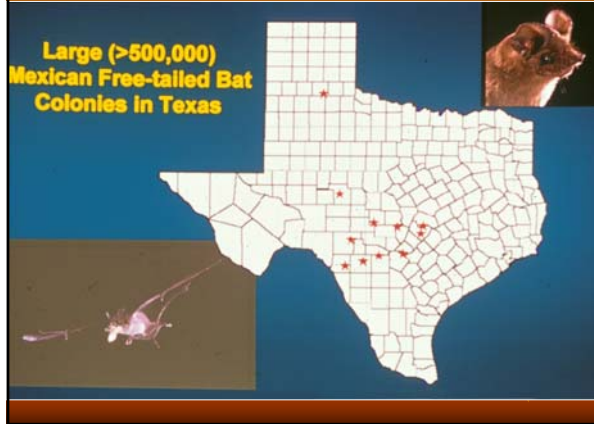 Large (>500,000)
Mexican Free-tailed Bat
Colonies in Texas